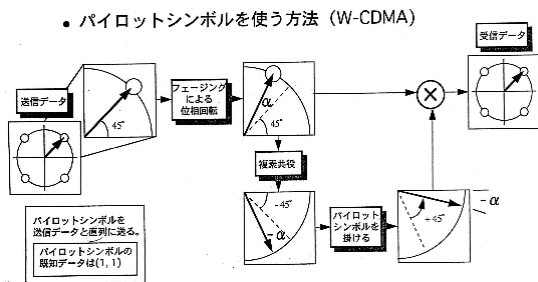 • パイロットシンボルを使う方法（W-CDMA）
受信データ
送信データ
45°
フェージング
による
位相回転
α
45°
複素共役
-45°
-α
パイロット
シンボルを
掛ける
+45°
-α
パイロットシンボルを
送信データと直列に送る。
パイロットシンボルの
既知データは(1, 1)